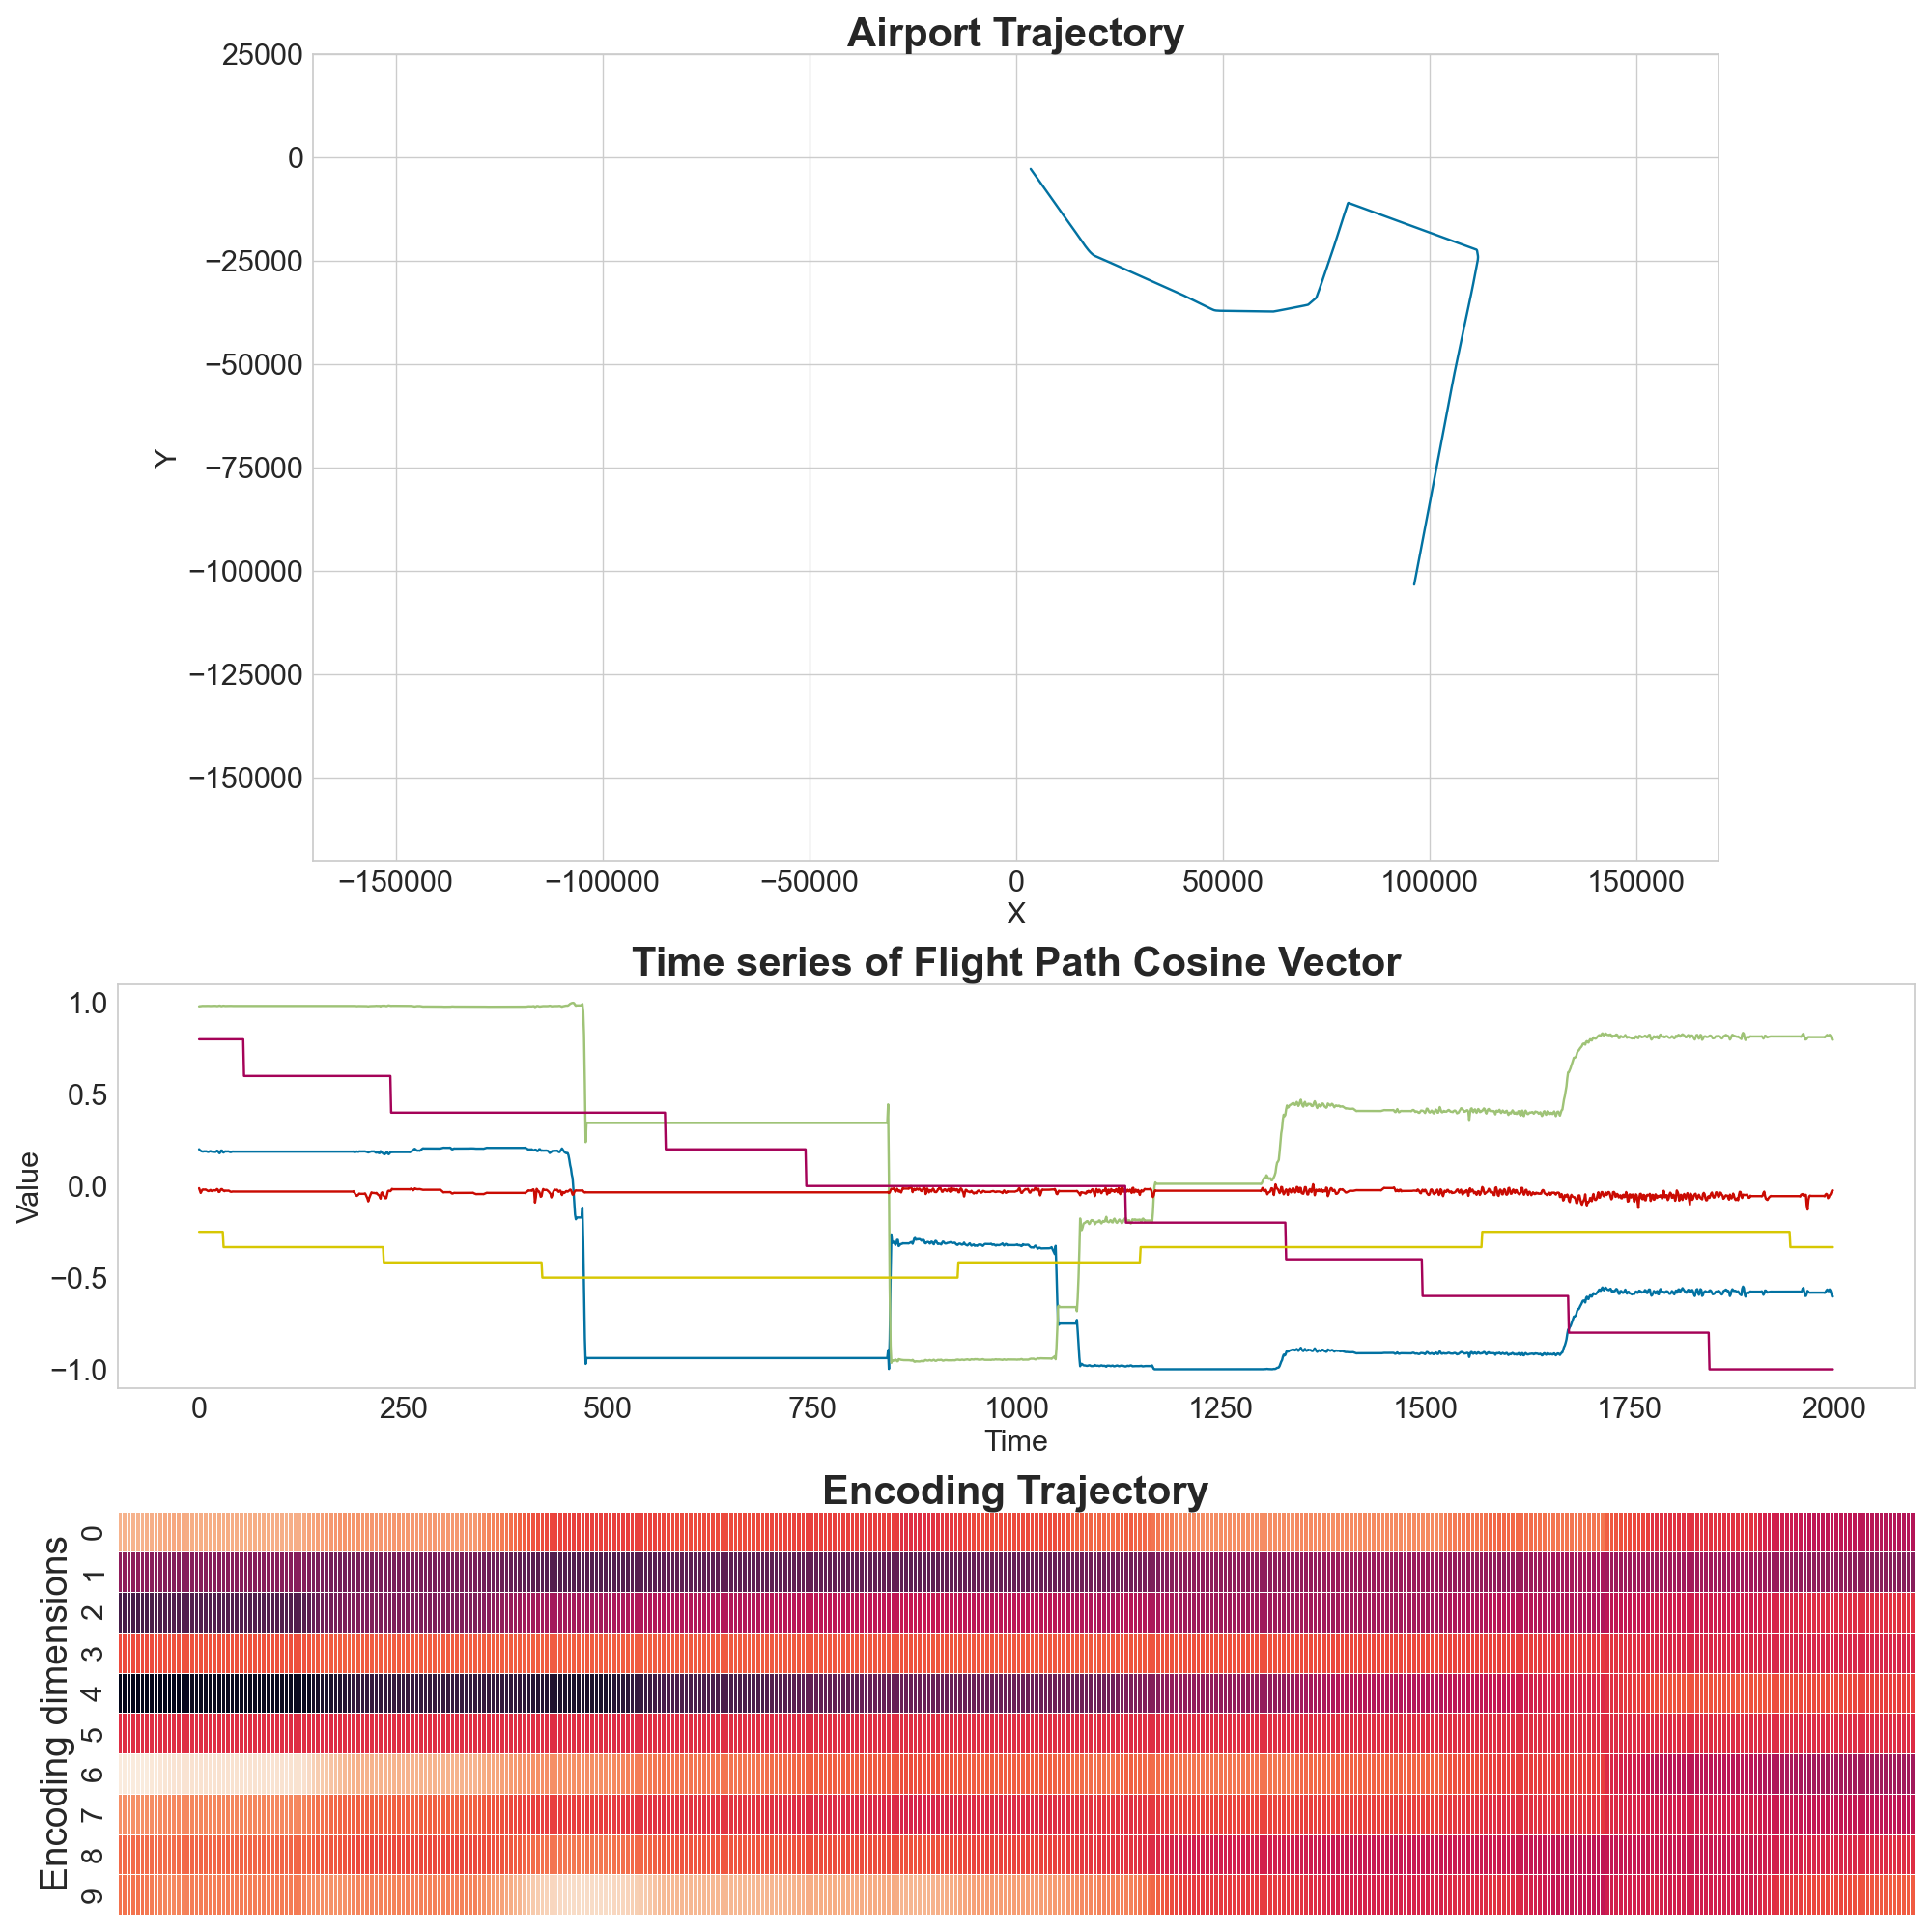 Airport Trajectory
25000
0
−25000
−50000
−75000
−100000
−125000
−150000
Y
−150000 −100000 −50000 0 50000 100000 150000
X
Time series of Flight Path Cosine Vector
1.0
0.5
0.0
−0.5
−1.0
Value
0 250 500 750 1000 1250 1500 1750 2000
Time
Encoding Trajectory
Encoding dimensions
0
1
2
3
4
5
6
7
8
9